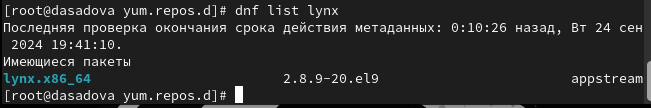 [root@dasadova yum.repos.d]# dnf list lynx
Последняя проверка окончания срока действия метаданных: 0:10:26 назад, Вт 24 сен
2024 19:41:10.
Имеющиеся пакеты
lynx.x86_64 2.8.9-20.el9 appstream
[root@dasadova yum.repos.d]#